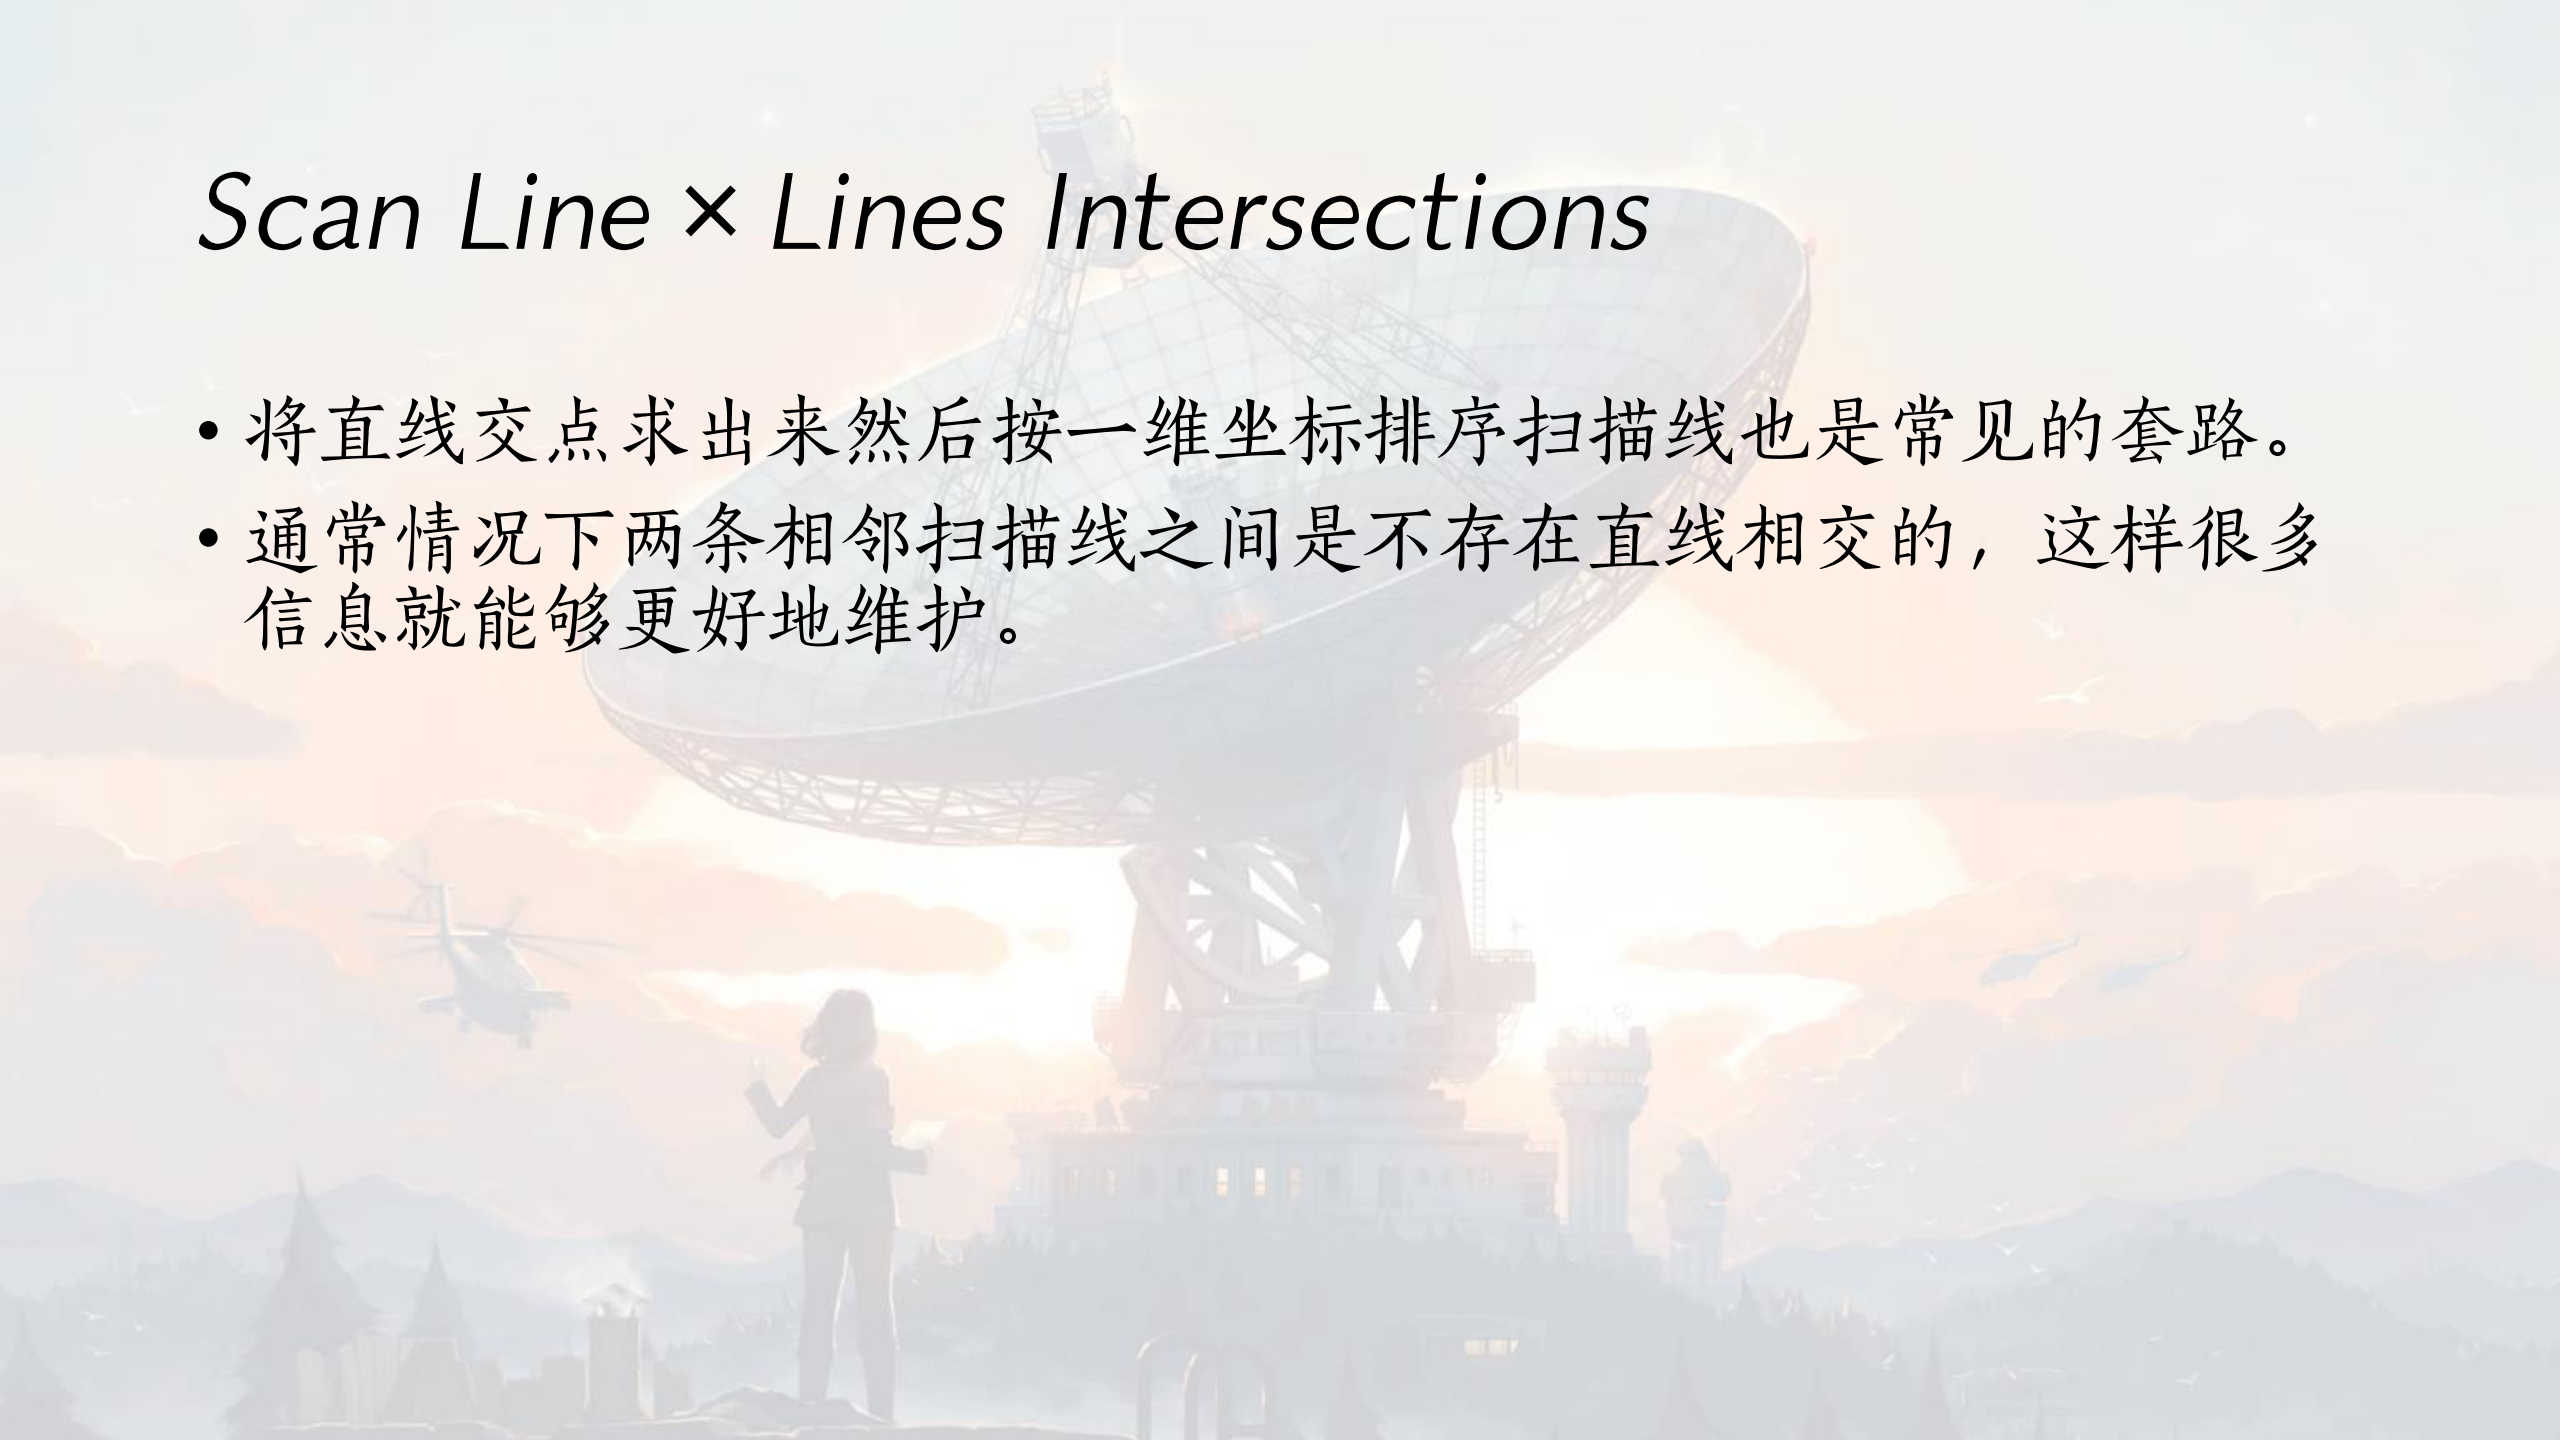 Scan Line × Lines Intersections
• 将直线交点求出来然后按一维坐标排序扫描线也是常见的套路。
• 通常情况下两条相邻扫描线之间是不存在直线相交的，这样很多
信息就能够更好地维护。